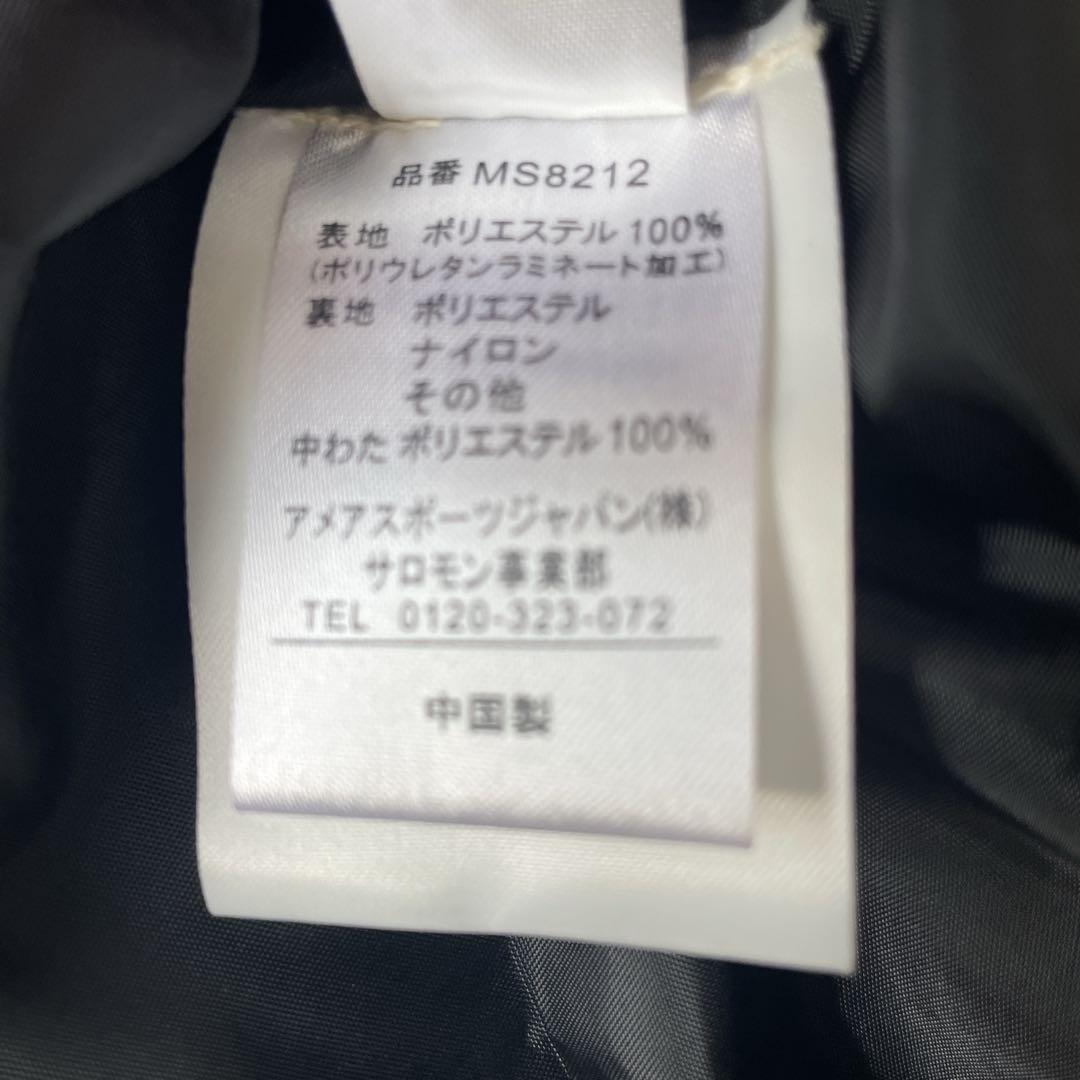 品番 MS8212
表地 ポリエステル 100%
(ポリウレタンラミネート加工)
裏地 ポリエステル
ナイロン
その他
中わた ポリエステル 100%
アメアスポーツジャパン(株)
サロモン事業部
TEL 0120-323-072
中国製